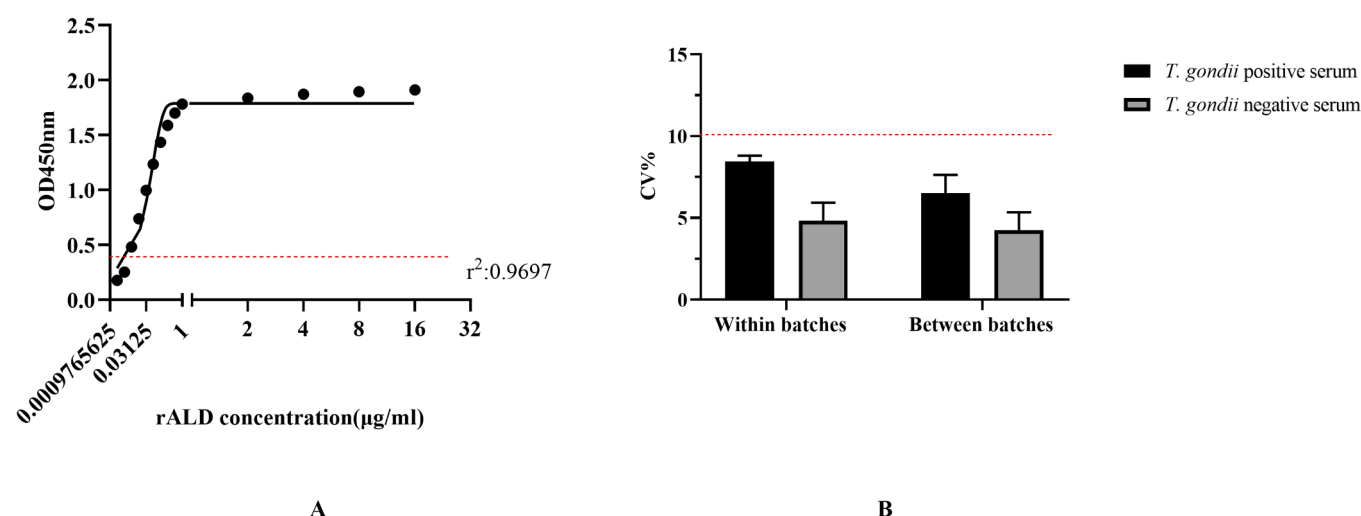 2.5
2.0
1.5
1.0
0.5
0.0
OD450nm
r²:0.9697
0.0009765625
0.03125
1
2
4
8
16
32
rALD concentration(μg/ml)
A
15
10
5
0
CV%
Within batches
Between batches
T. gondii positive serum
T. gondii negative serum
B